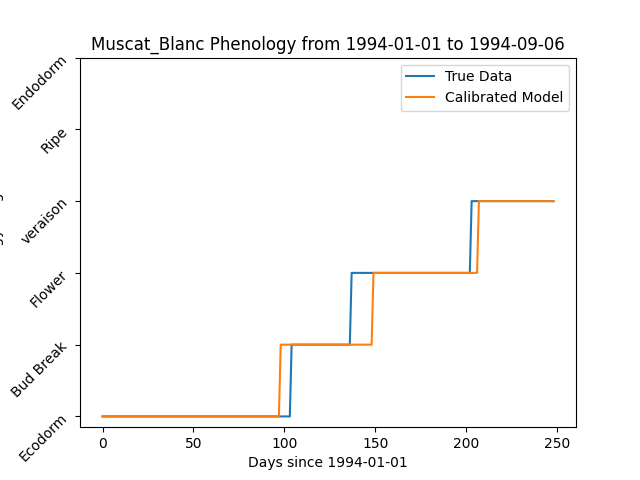 Muscat_Blanc Phenology from 1994-01-01 to 1994-09-06
Endodorm
Ripe
veraison
Flower
Bud Break
Ecodorm
True Data
Calibrated Model
0
50
100
150
200
250
Days since 1994-01-01